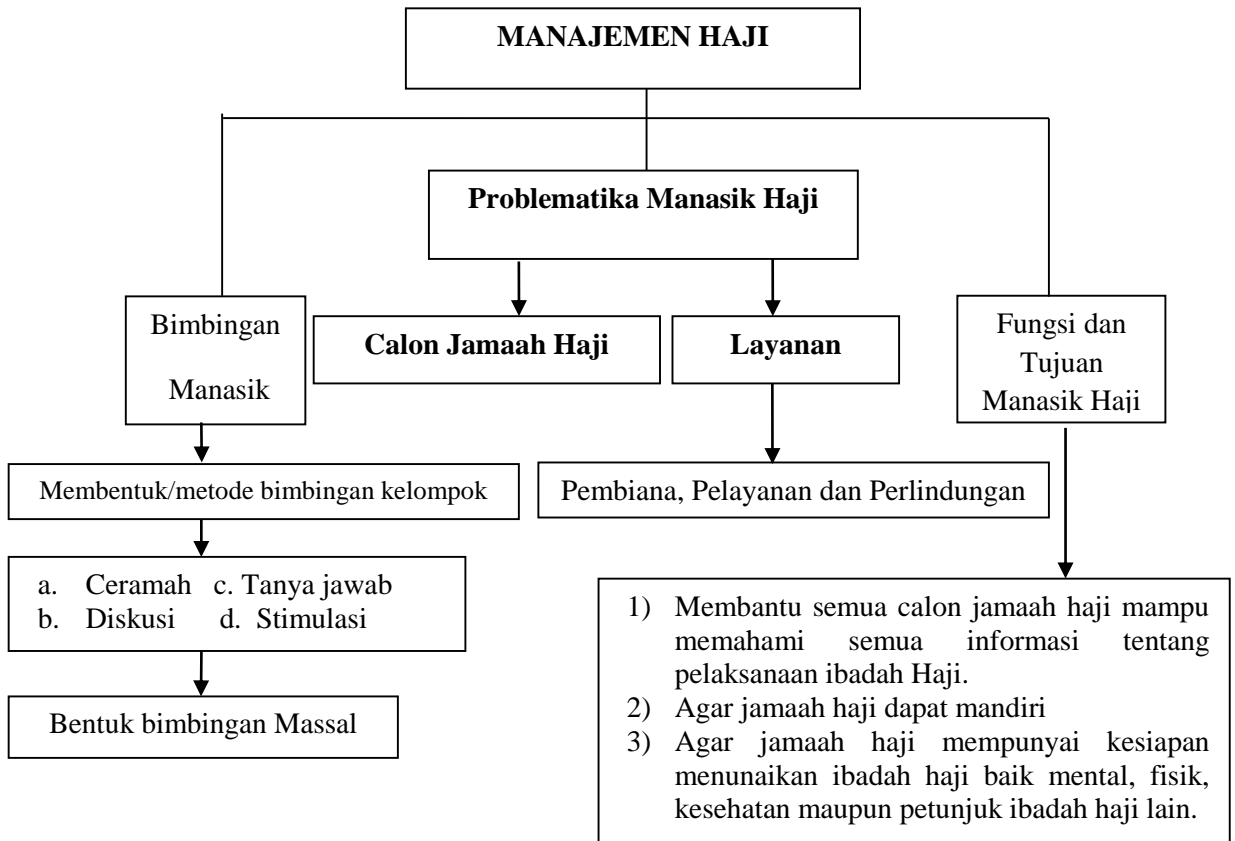 MANAJEMEN HAJI
Problematika Manasik Haji
Bimbingan
Manasik
Calon Jamaah Haji
Layanan
Fungsi dan
Tujuan
Manasik Haji
Membentuk/metode bimbingan kelompok
Pembiana, Pelayanan dan Perlindungan
a. Ceramah c. Tanya jawab
b. Diskusi d. Stimulasi
Bentuk bimbingan Massal
1) Membantu semua calon jamaah haji mampu
memahami semua informasi tentang
pelaksanaan ibadah Haji.
2) Agar jamaah haji dapat mandiri
3) Agar jamaah haji mempunyai kesiapan
menunaikan ibadah haji baik mental, fisik,
kesehatan maupun petunjuk ibadah haji lain.